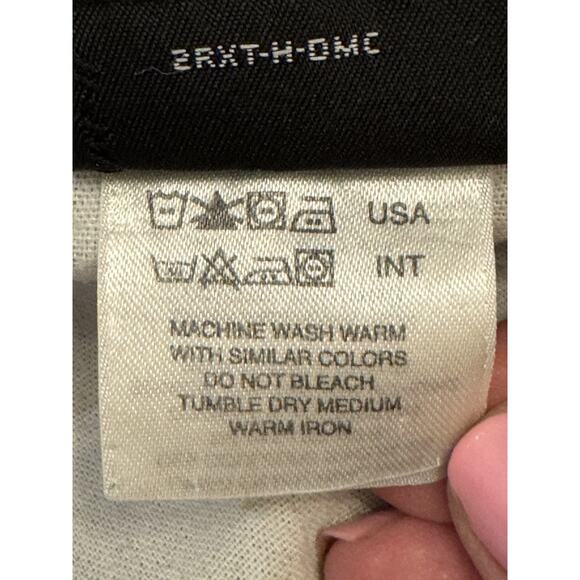 2RXT-H-DMC
USA
INT
MACHINE WASH WARM
WITH SIMILAR COLORS
DO NOT BLEACH
TUMBLE DRY MEDIUM
WARM IRON